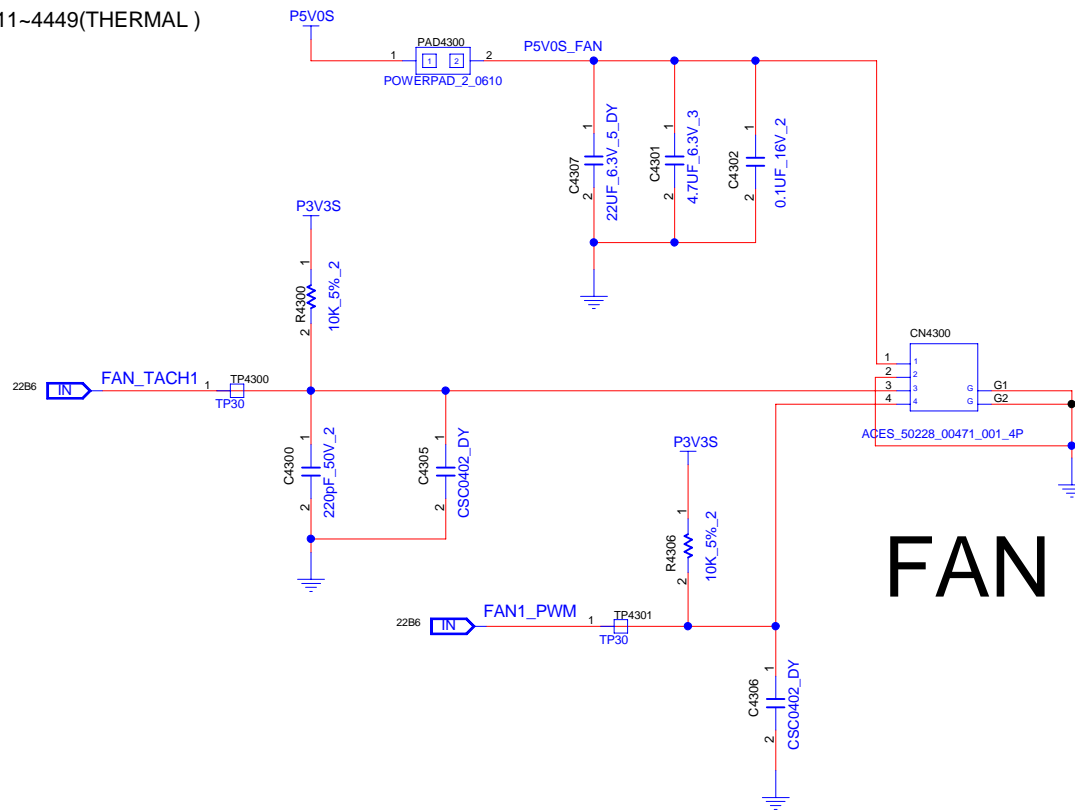 11~4449(THERMAL )
P5V0S
1
PAD4300
1 2
2
POWERPAD_2_0610
P5V0S_FAN
1
C4307
2
22UF_6.3V_5_DY
1
C4301
2
4.7UF_6.3V_3
1
C4302
2
0.1UF_16V_2
P3V3S
1
R4300
2
10K_5%_2
22B6
IN
FAN_TACH1
1
TP4300
TP30
1
C4300
2
220pF_50V_2
1
C4305
2
CSC0402_DY
CN4300
1 1
2 2
3 3 G G1
4 4 G G2
ACES_50228_00471_001_4P
P3V3S
1
R4306
2
10K_5%_2
FAN
22B6
IN
FAN1_PWM
1
TP4301
TP30
1
C4306
2
CSC0402_DY